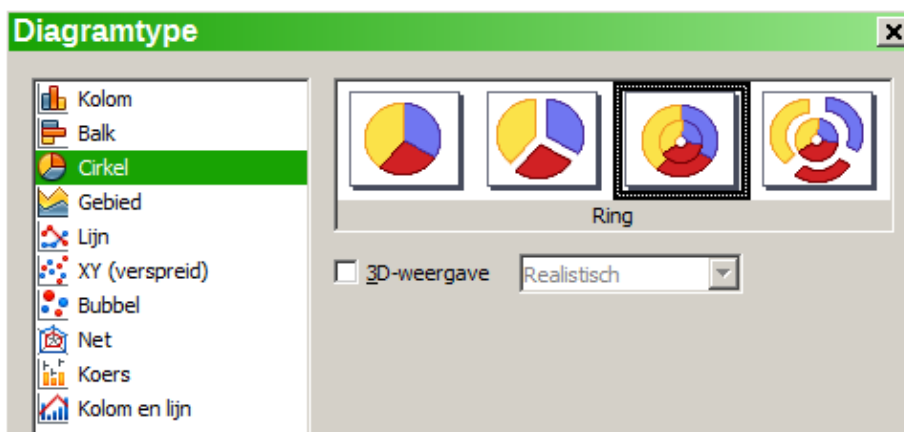 Diagramtype
Kolom
Balk
Cirkel
Gebied
Lijn
XY (verspreid)
Bubbel
Net
Koers
Kolom en lijn
Ring
3D-weergave
Realistisch